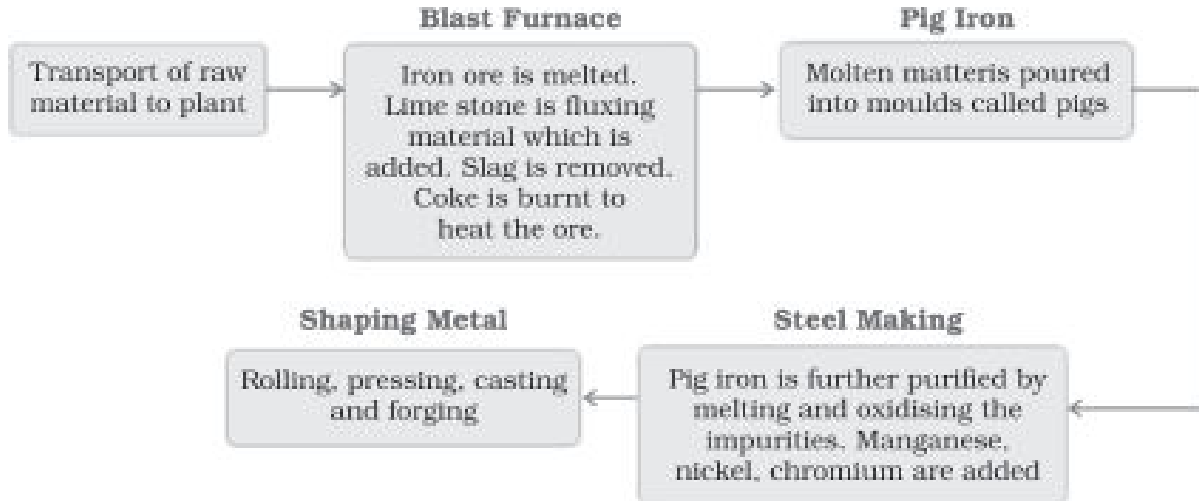 Transport of raw
material to plant
Blast Furnace
Iron ore is melted.
Lime stone is fluxing
material which is
added. Slag is removed.
Coke is burnt to
heat the ore.
Pig Iron
Molten matteris poured
into moulds called pigs
Steel Making
Pig iron is further purified by
melting and oxidising the
impurities. Manganese,
nickel, chromium are added
Shaping Metal
Rolling, pressing, casting
and forging